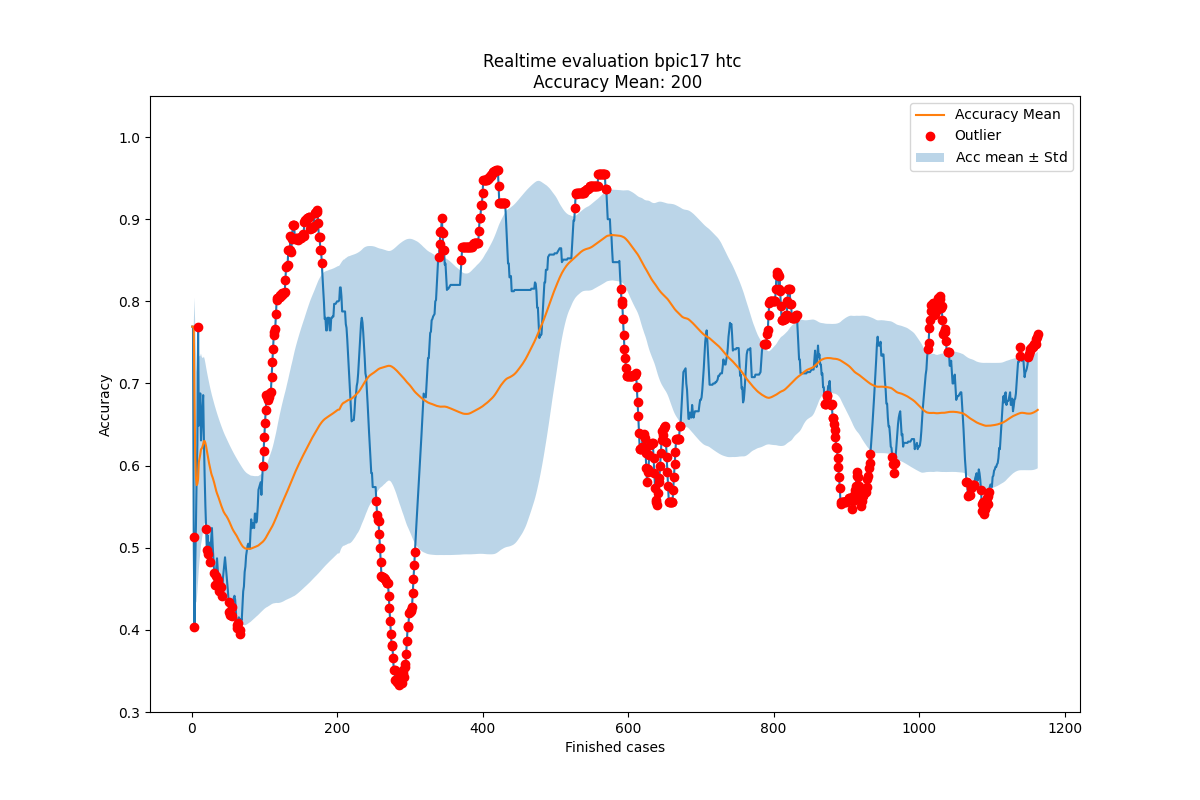 Realtime evaluation bpic17 htc
Accuracy Mean: 200
Accuracy Mean
Outlier
Acc mean ± Std
1.0
0.9
0.8
0.7
0.6
0.5
0.4
0.3
Accuracy
0 200 400 600 800 1000 1200
Finished cases